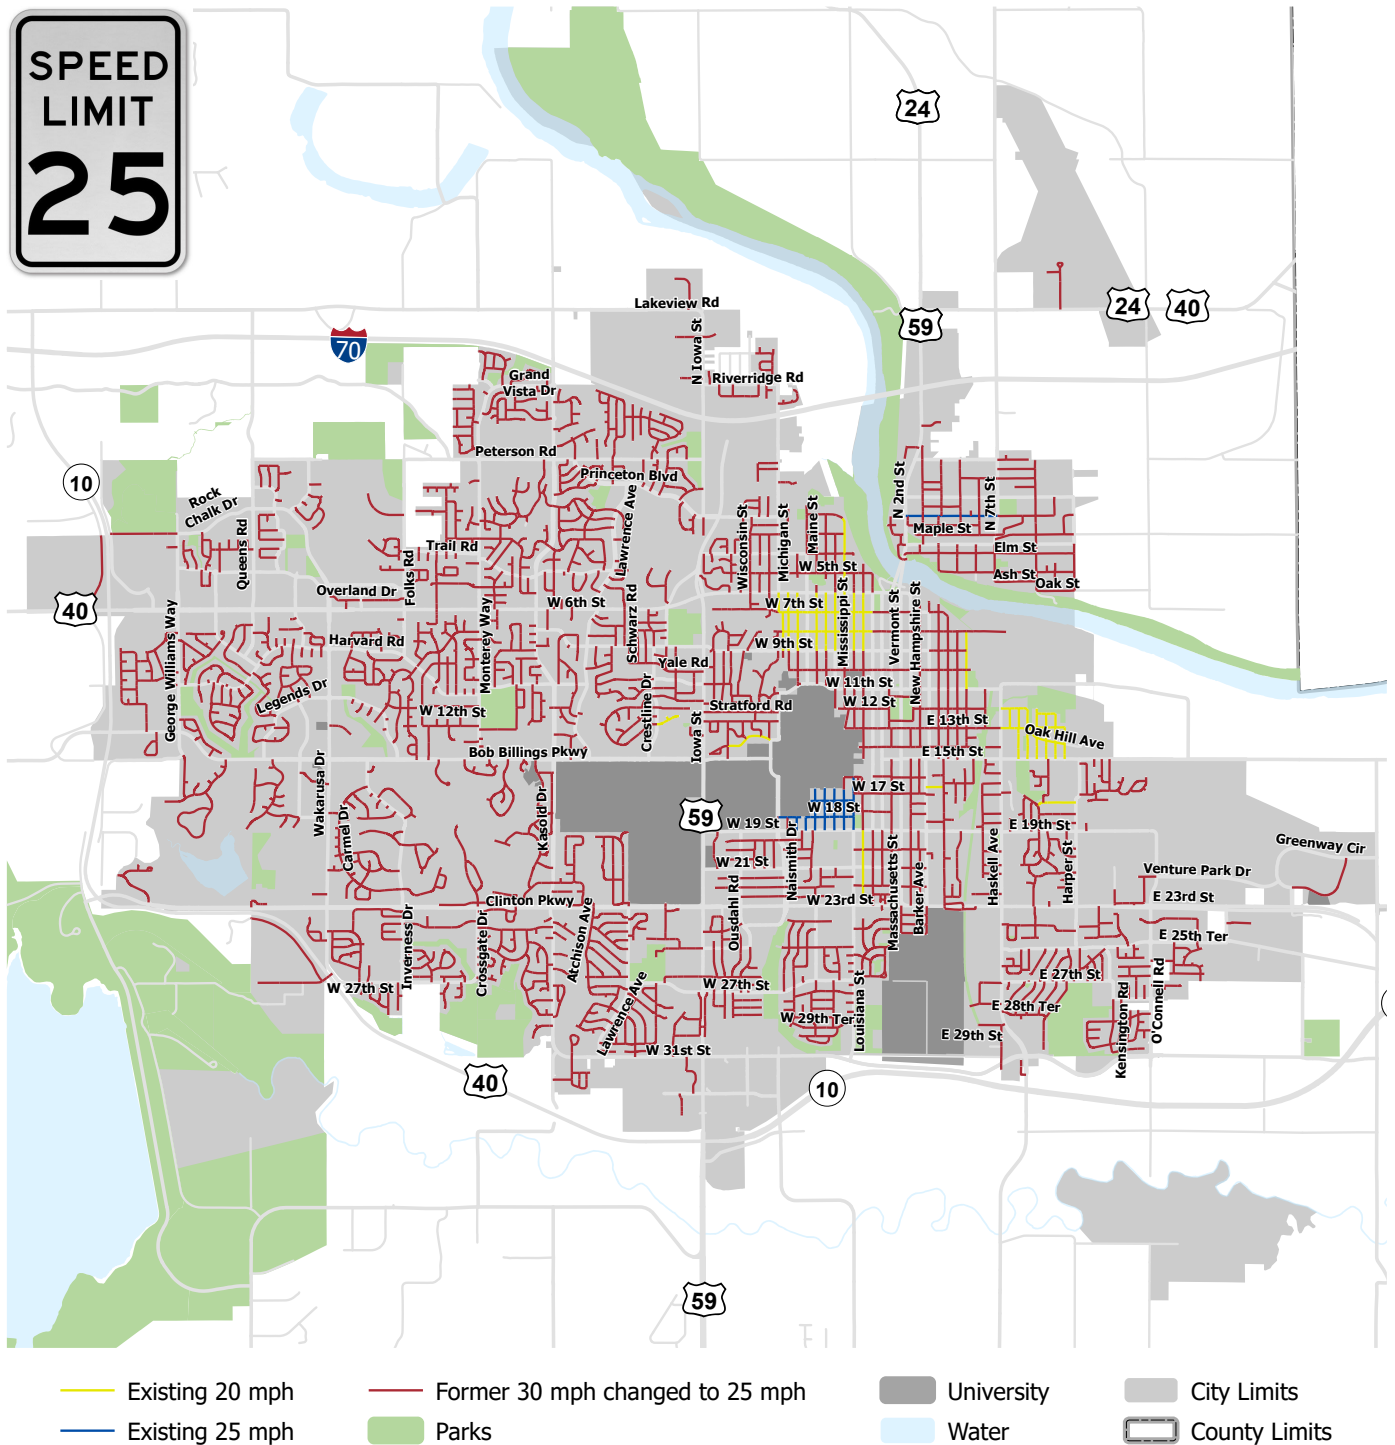 SPEED
LIMIT
25
24
24
40
59
Lakeview Rd
N Iowa St
70
Riverridge Rd
Grand
Vista Dr
Peterson Rd
Princeton Blvd
10
Rock
Chalk Dr
Queens Rd
Lawrence Ave
Wisconsin St
Michigan St
Maine St
N 2nd St
N 7th St
Maple St
Trail Rd
Elm St
Folks Rd
W 5th St
Ash St
Oak St
Overland Dr
40
W 6th St
W 7th St
Mississippi St
Vermont St
New Hampshire St
George Williams Way
Harvard Rd
Monterey Way
Schwarz Rd
W 9th St
Yale Rd
Legends Dr
W 11th St
W 12 St
W 12th St
Crestline Dr
Stratford Rd
Iowa St
E 13th St
Oak Hill Ave
Bob Billings Pkwy
E 15th St
Wakarusa Dr
W 17 St
Kasold Dr
W 18 St
59
Carmel Dr
W 19 St
Naismith Dr
E 19th St
Massachusetts St
Haskell Ave
Harper St
Greenway Cir
W 21 St
Barker Ave
Venture Park Dr
Ousdahl Rd
Clinton Pkwy
W 23rd St
E 23rd St
Inverness Dr
Crossgate Dr
Atchison Ave
E 25th Ter
W 27th St
W 27th St
E 27th St
Lawrence Ave
Louisiana St
Kensington Rd
O'Connell Rd
E 28th Ter
W 29th Ter
E 29th St
W 31st St
40
10
59
Existing 20 mph
Former 30 mph changed to 25 mph
University
City Limits
Existing 25 mph
Parks
Water
County Limits